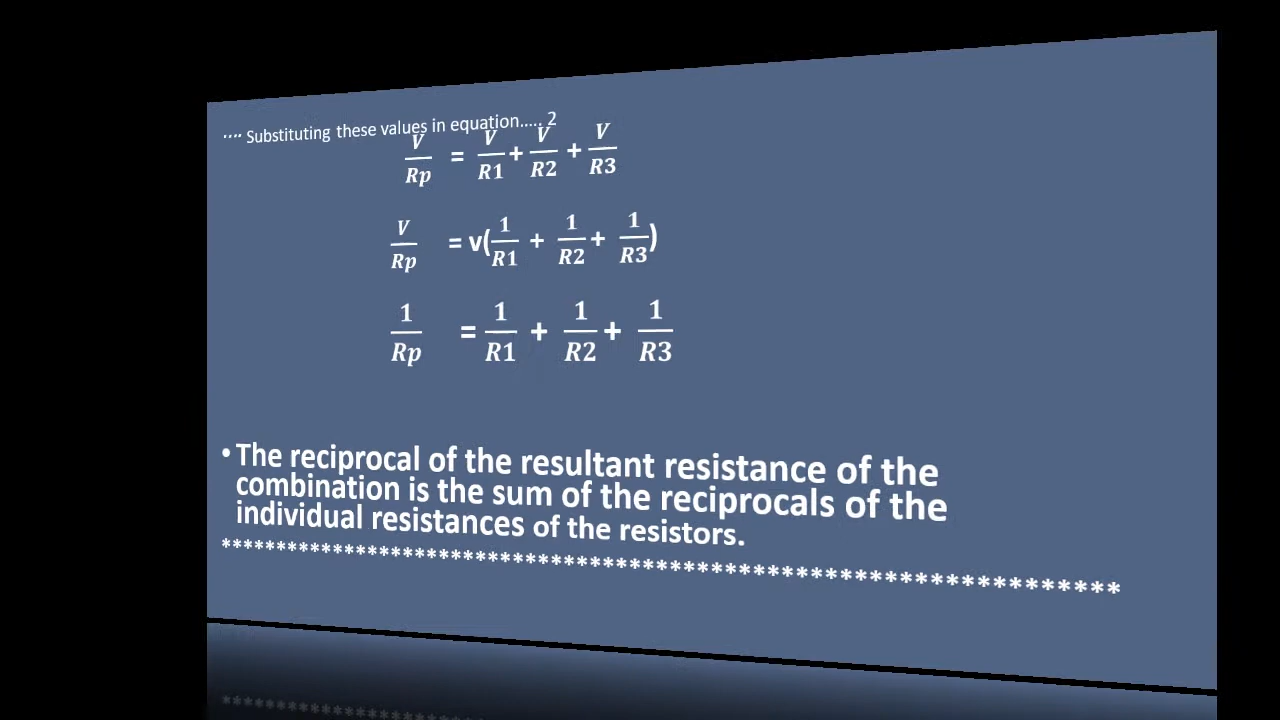 .... Substituting these values in equation..... 2
V/Rp = V/R1 + V/R2 + V/R3
V/Rp = v(1/R1 + 1/R2 + 1/R3)
1/Rp = 1/R1 + 1/R2 + 1/R3
• The reciprocal of the resultant resistance of the
combination is the sum of the reciprocals of the
individual resistances of the resistors.
*******************************************************************